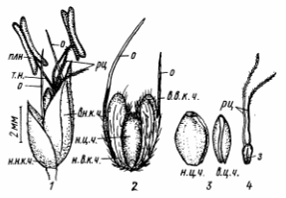 о
плн
т.н.
о
рц
в.н.к.ч.
2 мм
н.н.к.ч.
1
о
о
в.в.к.ч.
н.ц.ч.
н.в.к.ч.
2
н.ц.ч.
в.ц.ч.
3
рц
з
4